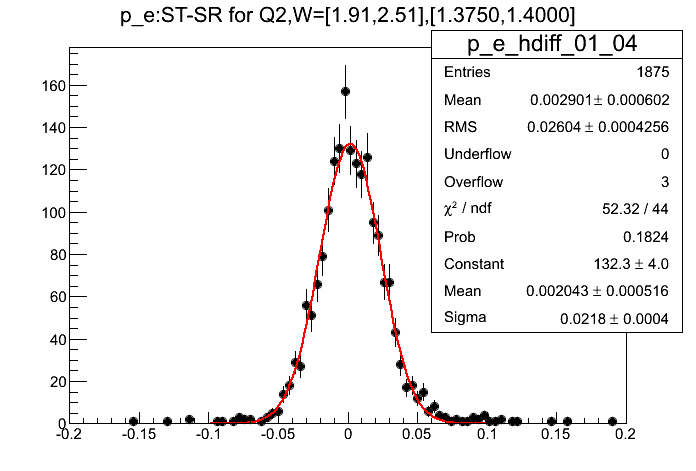 p_e:ST-SR for Q2,W=[1.91,2.51],[1.3750,1.4000]
p_e_hdiff_01_04
Entries 1875
Mean 0.002901± 0.000602
RMS 0.02604± 0.0004256
Underflow 0
Overflow 3
χ² / ndf 52.32 / 44
Prob 0.1824
Constant 132.3 ± 4.0
Mean 0.002043 ± 0.000516
Sigma 0.0218 ± 0.0004
160
140
120
100
80
60
40
20
0
-0.2 -0.15 -0.1 -0.05 0 0.05 0.1 0.15 0.2